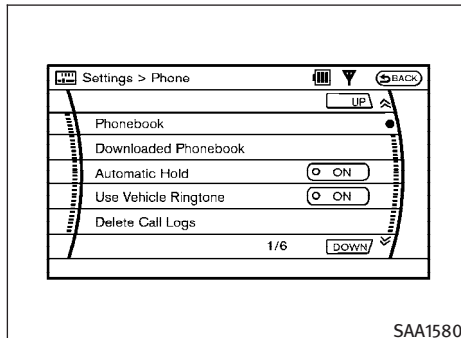 Settings > Phone
BACK
UP
Phonebook
Downloaded Phonebook
Automatic Hold
ON
Use Vehicle Ringtone
ON
Delete Call Logs
1/6
DOWN
SAA1580